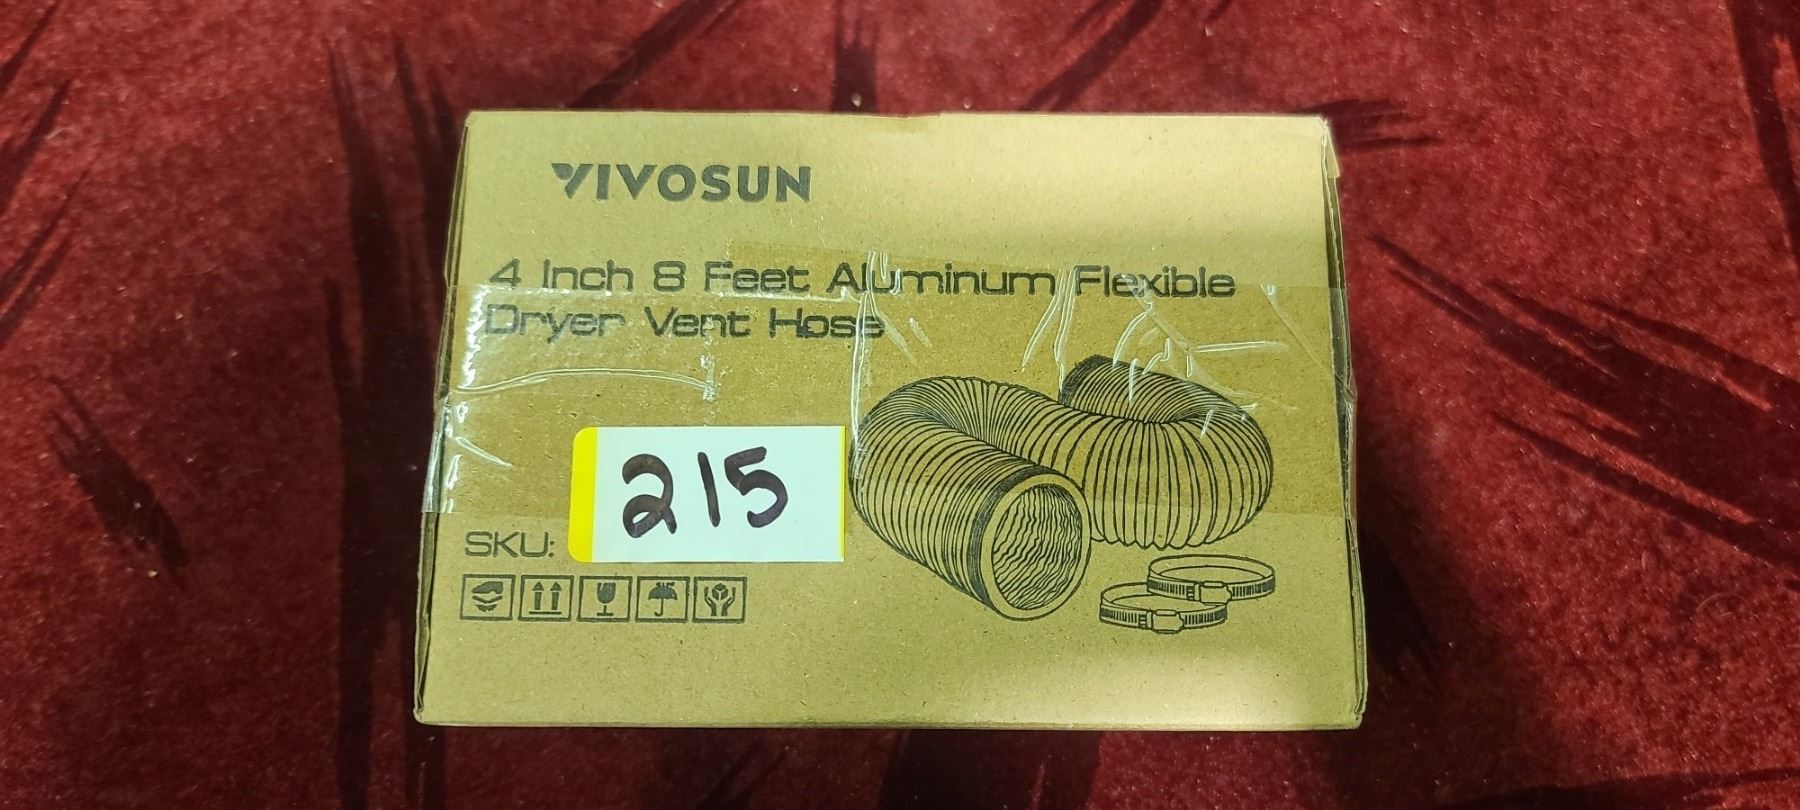 VIVOSUN
4 Inch 8 Feet Aluminum Flexible
Dryer Vent Hose
215
SKU: